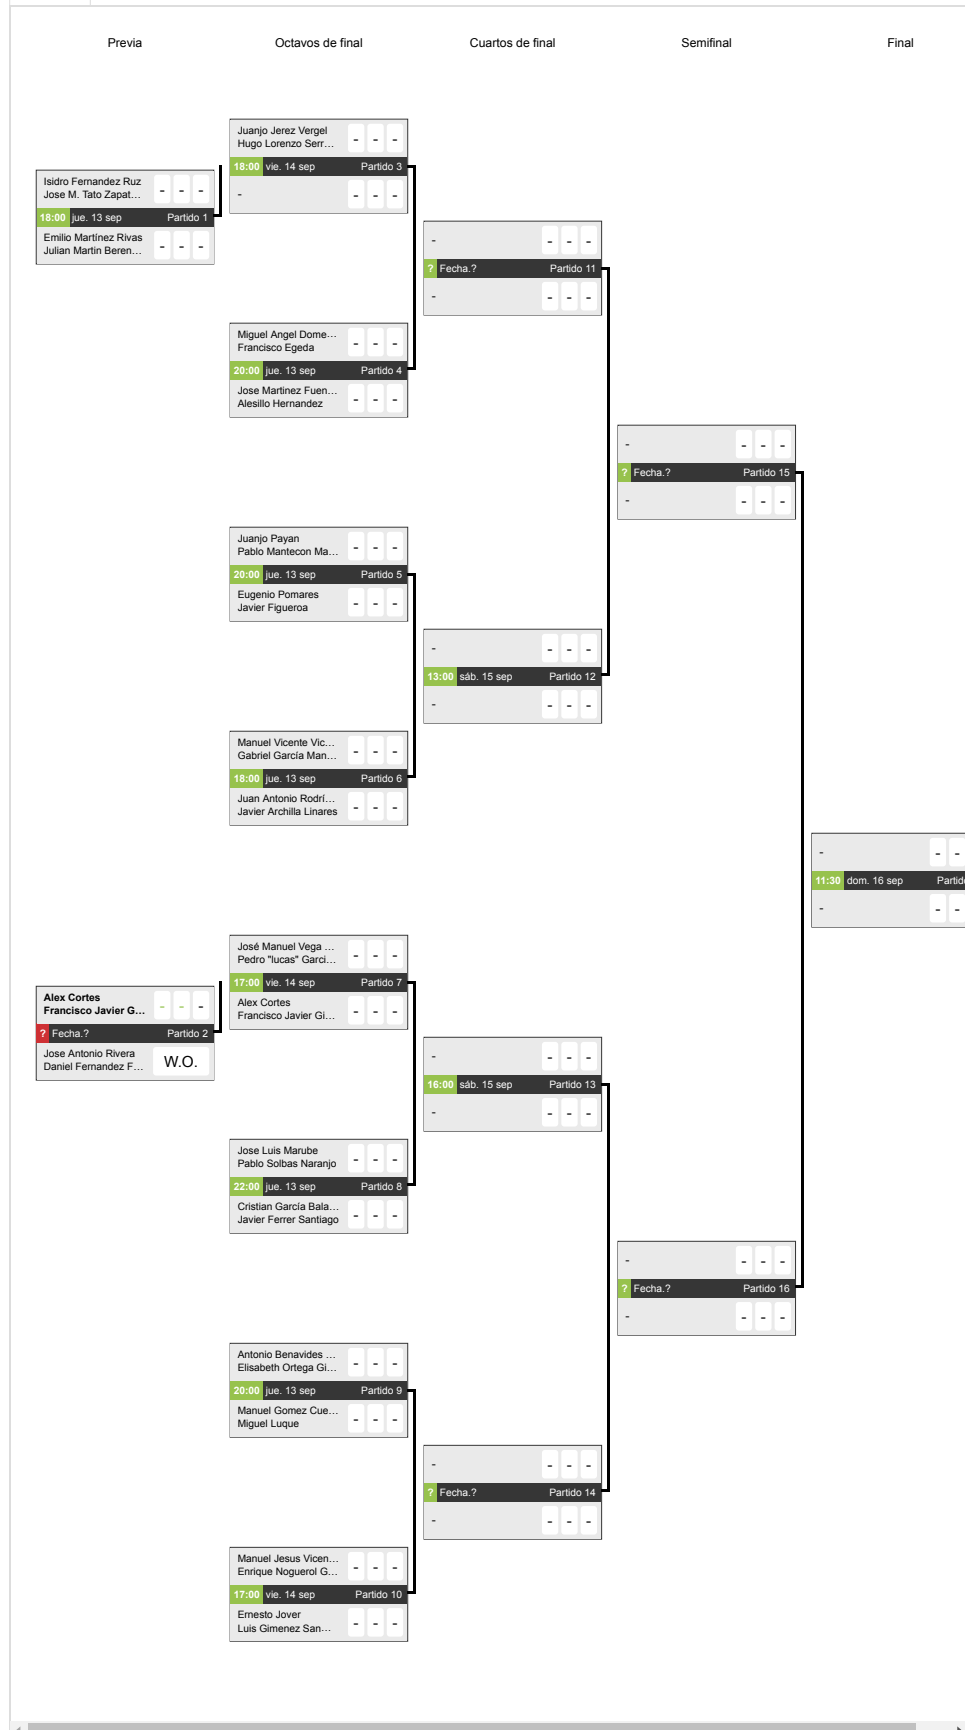 Previa
Octavos de final
Cuartos de final
Semifinal
Final
Isidro Fernandez Ruz
Jose M. Tato Zapat...
- - -
18:00 jue. 13 sep Partido 1
Emilio Martínez Rivas
Julian Martin Beren...
- - -
Alex Cortes
Francisco Javier G...
- - -
? Fecha.? Partido 2
Jose Antonio Rivera
Daniel Fernandez F...
W.O.
Juanjo Jerez Vergel
Hugo Lorenzo Serr...
- - -
18:00 vie. 14 sep Partido 3
- - - -
Miguel Angel Dome...
Francisco Egeda
- - -
20:00 jue. 13 sep Partido 4
Jose Martinez Fuen...
Alesillo Hernandez
- - -
Juanjo Payan
Pablo Mantecon Ma...
- - -
20:00 jue. 13 sep Partido 5
Eugenio Pomares
Javier Figueroa
- - -
Manuel Vicente Vic...
Gabriel García Man...
- - -
18:00 jue. 13 sep Partido 6
Juan Antonio Rodrí...
Javier Archilla Linares
- - -
José Manuel Vega ...
Pedro "lucas" Garci...
- - -
17:00 vie. 14 sep Partido 7
Alex Cortes
Francisco Javier Gi...
- - -
Jose Luis Marube
Pablo Solbas Naranjo
- - -
22:00 jue. 13 sep Partido 8
Cristian García Bala...
Javier Ferrer Santiago
- - -
Antonio Benavides ...
Elisabeth Ortega Gi...
- - -
20:00 jue. 13 sep Partido 9
Manuel Gomez Cue...
Miguel Luque
- - -
Manuel Jesus Vicen...
Enrique Noguerol G...
- - -
17:00 vie. 14 sep Partido 10
Ernesto Jover
Luis Gimenez San...
- - -
- - - -
? Fecha.? Partido 11
- - - -
- - - -
13:00 sáb. 15 sep Partido 12
- - - -
- - - -
16:00 sáb. 15 sep Partido 13
- - - -
- - - -
? Fecha.? Partido 14
- - - -
- - - -
? Fecha.? Partido 15
- - - -
- - - -
? Fecha.? Partido 16
- - - -
- - -
11:30 dom. 16 sep Partid
- - -